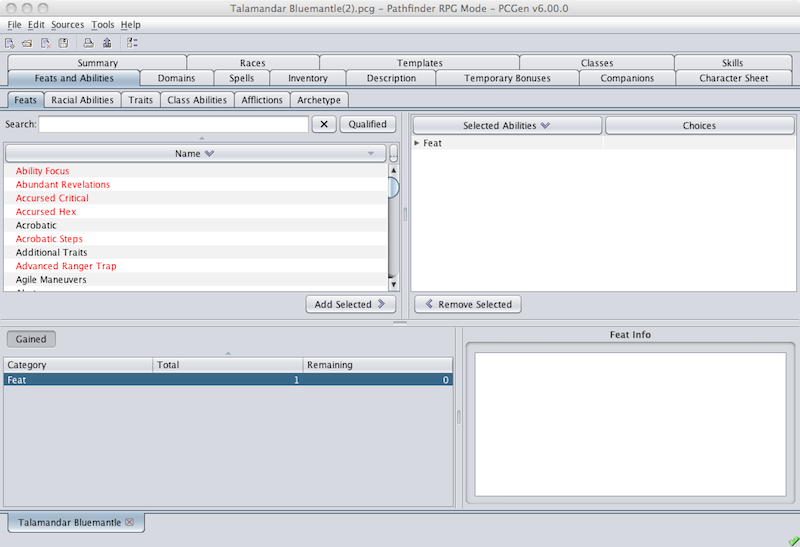 Talamandar Bluemantle(2).pcg – Pathfinder RPG Mode – PCGen v6.00.0
File Edit Sources Tools Help
Summary Races Templates Classes Skills
Feats and Abilities Domains Spells Inventory Description Temporary Bonuses Companions Character Sheet
Feats Racial Abilities Traits Class Abilities Afflictions Archetype
Search: Qualified
Name ...
Ability Focus
Abundant Revelations
Accursed Critical
Accursed Hex
Acrobatic
Acrobatic Steps
Additional Traits
Advanced Ranger Trap
Agile Maneuvers
Add Selected
Selected Abilities Choices
Feat
Remove Selected
Gained
Category Total Remaining
Feat 1 0
Feat Info
Talamandar Bluemantle